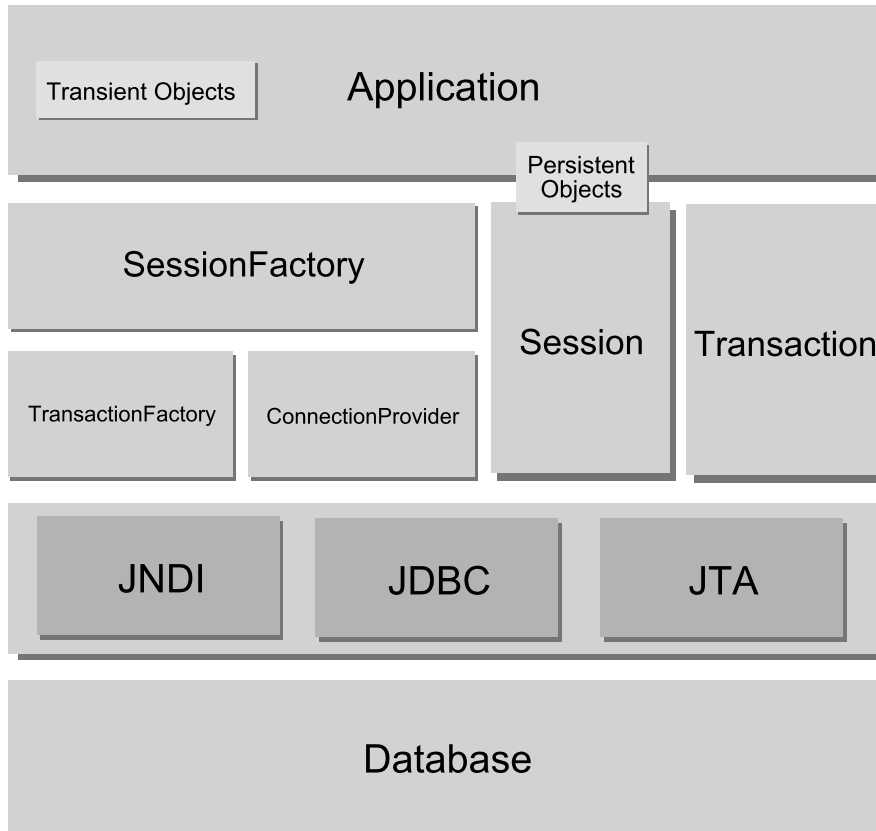 Transient Objects
Application
Persistent
Objects
SessionFactory
Session
Transaction
TransactionFactory
ConnectionProvider
JNDI
JDBC
JTA
Database